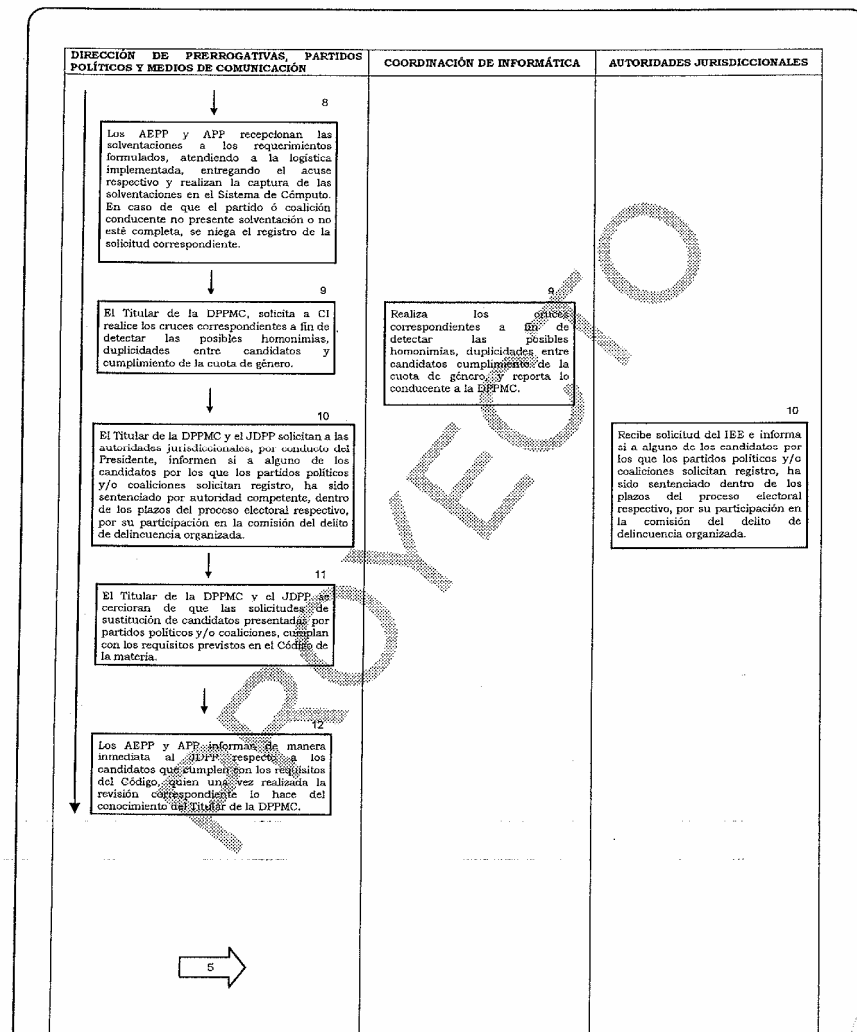 DIRECCIÓN DE PRERROGATIVAS, PARTIDOS
POLÍTICOS Y MEDIOS DE COMUNICACIÓN
COORDINACIÓN DE INFORMÁTICA
AUTORIDADES JURISDICCIONALES
8
Los AEPP y APP recepcionan las
solventaciones a los requerimientos
formulados, atendiendo a la logística
implementada, entregando el acuse
respectivo y realizan la captura de las
solventaciones en el Sistema de Cómputo.
En caso de que el partido ó coalición
conducente no presente solventación o no
esté completa, se niega el registro de la
solicitud correspondiente.
9
El Titular de la DPPMC, solicita a CI
realice los cruces correspondientes a fin de
detectar las posibles homonimias,
duplicidades entre candidatos y
cumplimiento de la cuota de género.
9
Realiza los cruces
correspondientes a fin de
detectar las posibles
homonimias, duplicidades entre
candidatos cumplimiento de la
cuota de género, y reporta lo
conducente a la DPPMC.
10
El Titular de la DPPMC y el JDPP solicitan a las
autoridades jurisdiccionales, por conducto del
Presidente, informen si a alguno de los
candidatos por los que los partidos políticos
y/o coaliciones solicitan registro, ha sido
sentenciado por autoridad competente, dentro
de los plazos del proceso electoral respectivo,
por su participación en la comisión del delito
de delincuencia organizada.
10
Recibe solicitud del IEE e informa
si a alguno de los candidatos por
los que los partidos políticos y/o
coaliciones solicitan registro, ha
sido sentenciado dentro de los
plazos del proceso electoral
respectivo, por su participación en
la comisión del delito de
delincuencia organizada.
11
El Titular de la DPPMC y el JDPP se
cercioran de que las solicitudes de
sustitución de candidatos presentadas por
partidos políticos y/o coaliciones, cumplan
con los requisitos previstos en el Código de
la materia.
12
Los AEPP y APP informan de manera
inmediata al JDPP respecto a los
candidatos que cumplen con los requisitos
del Código, quien una vez realizada la
revisión correspondiente lo hace del
conocimiento del Titular de la DPPMC.
5
PROYECTO